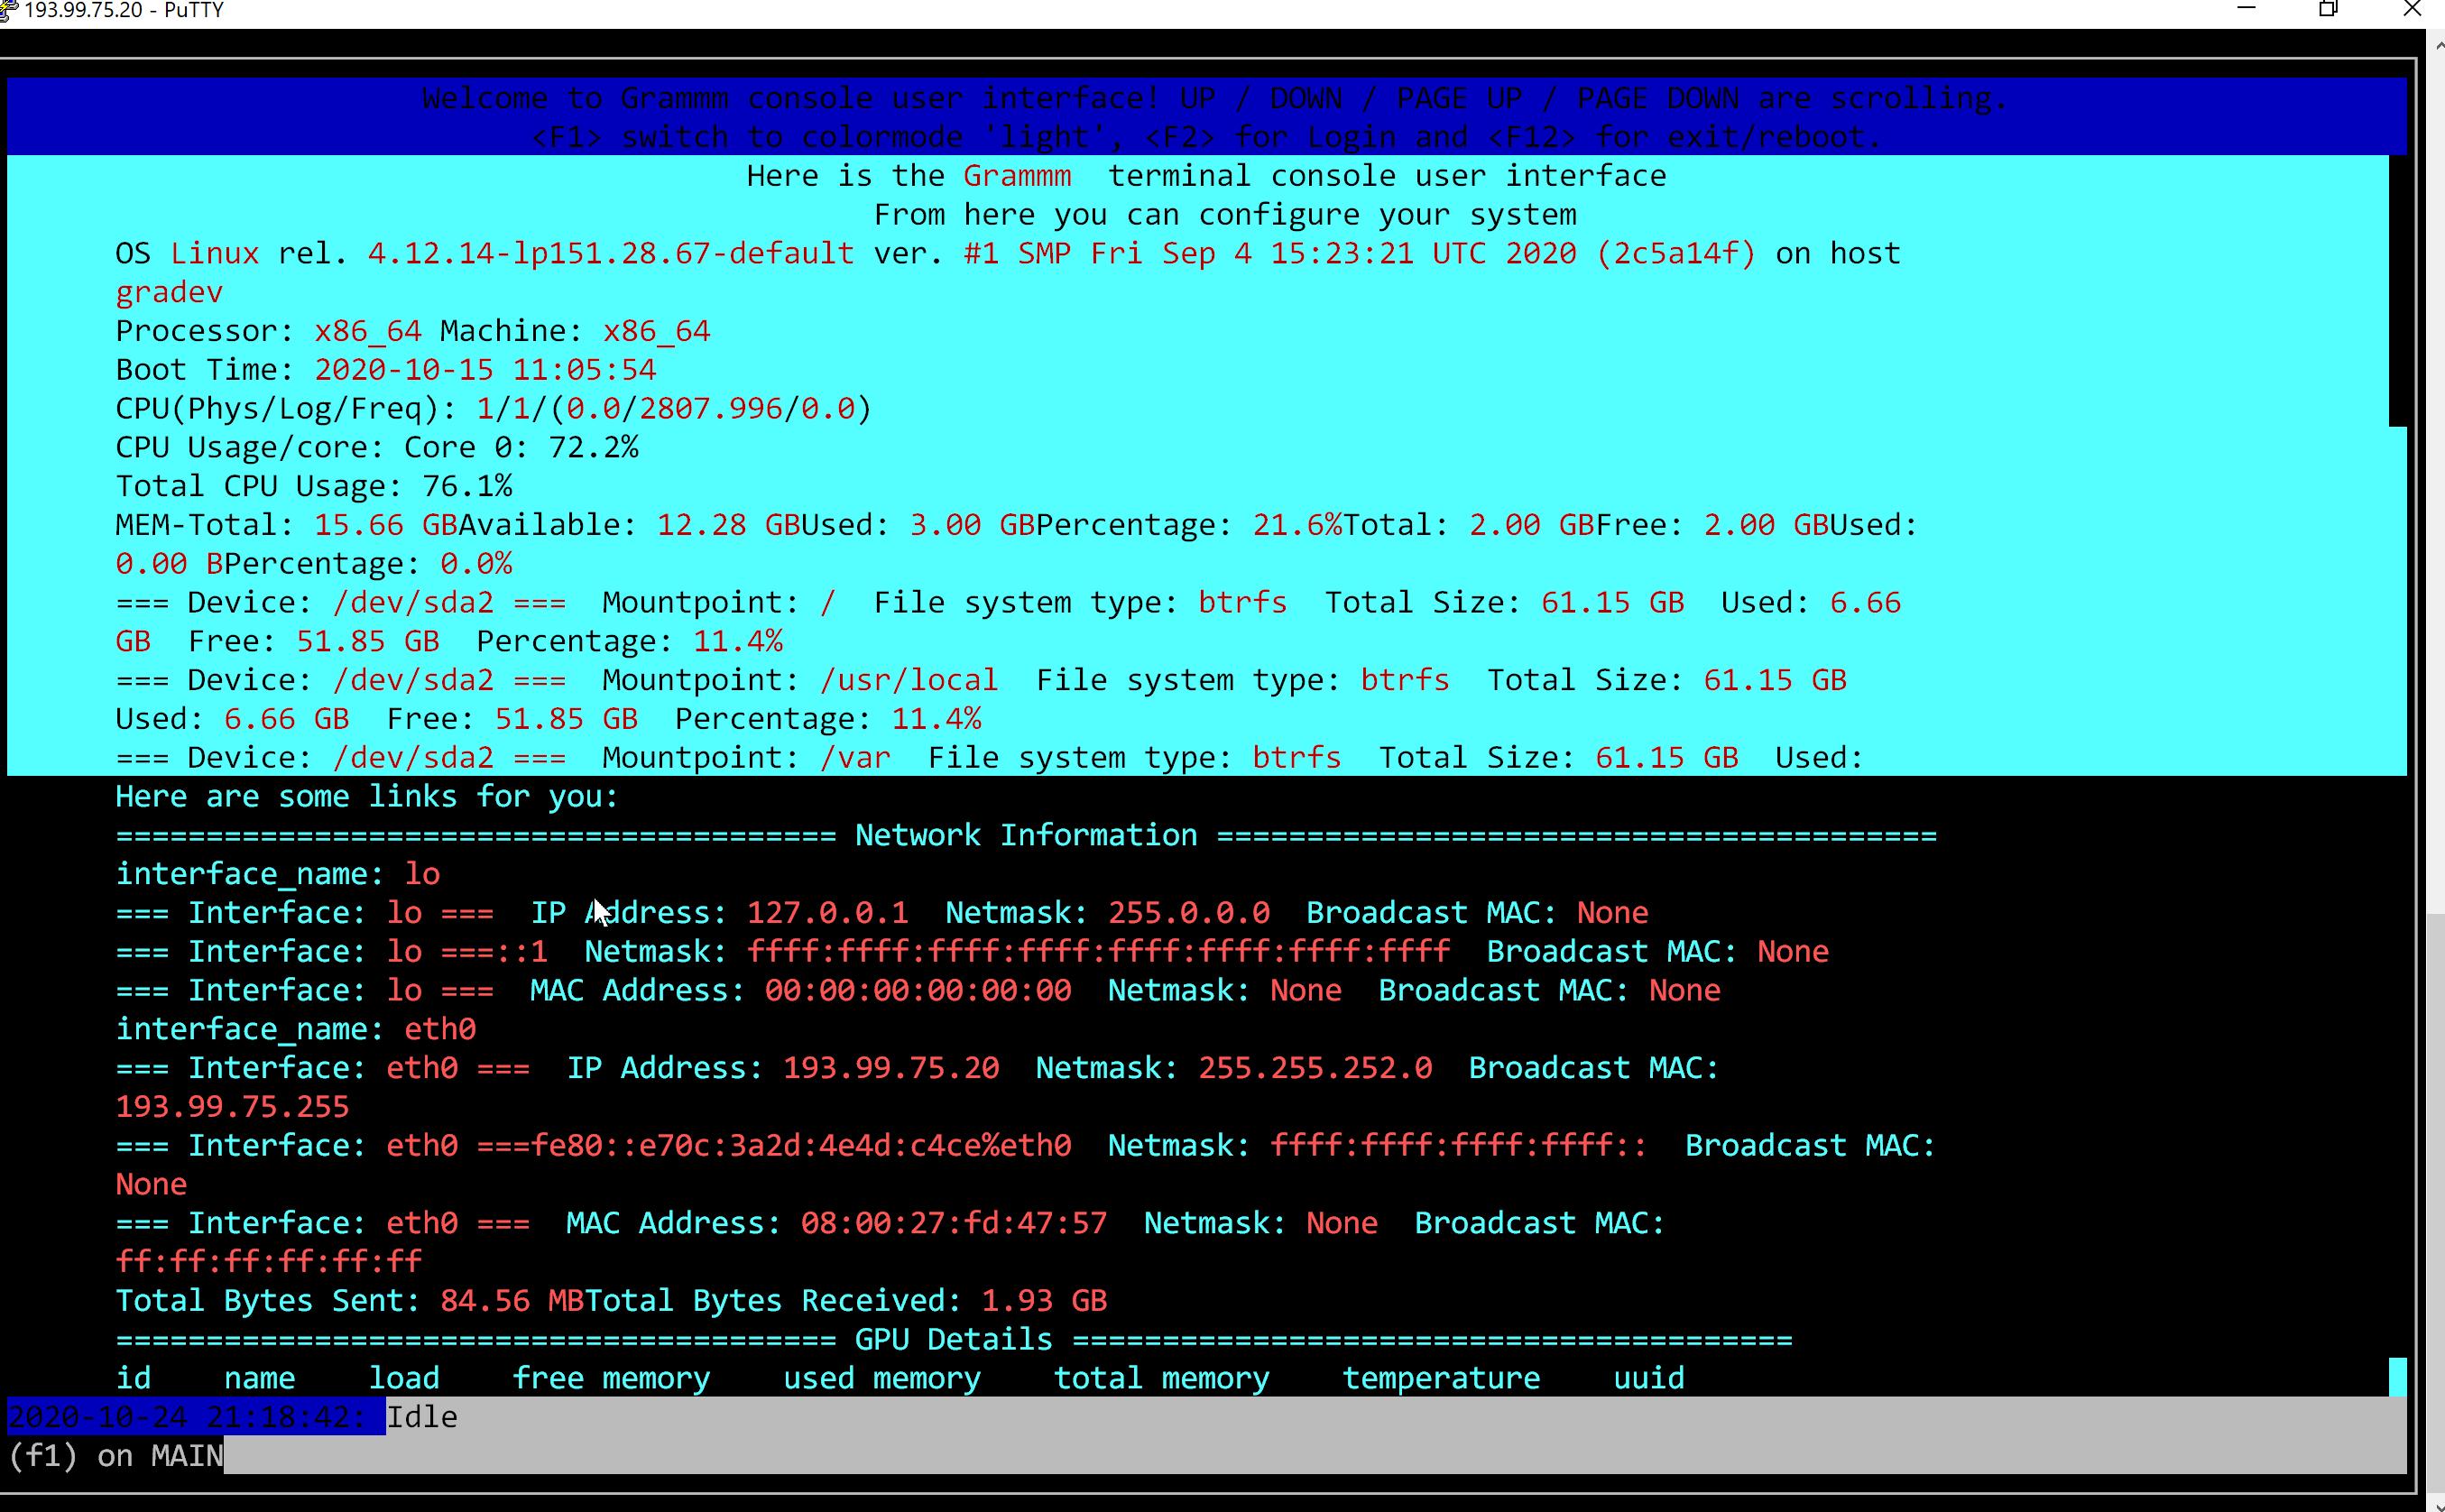 193.99.75.20 - PuTTY
Welcome to Grammm console user interface! UP / DOWN / PAGE UP / PAGE DOWN are scrolling.
<F1> switch to colormode 'light', <F2> for Login and <F12> for exit/reboot.
Here is the Grammm  terminal console user interface
From here you can configure your system
OS Linux rel. 4.12.14-lp151.28.67-default ver. #1 SMP Fri Sep 4 15:23:21 UTC 2020 (2c5a14f) on host
gradev
Processor: x86_64 Machine: x86_64
Boot Time: 2020-10-15 11:05:54
CPU(Phys/Log/Freq): 1/1/(0.0/2807.996/0.0)
CPU Usage/core: Core 0: 72.2%
Total CPU Usage: 76.1%
MEM-Total: 15.66 GBAvailable: 12.28 GBUsed: 3.00 GBPercentage: 21.6%Total: 2.00 GBFree: 2.00 GBUsed:
0.00 BPercentage: 0.0%
=== Device: /dev/sda2 ===  Mountpoint: /  File system type: btrfs  Total Size: 61.15 GB  Used: 6.66
GB  Free: 51.85 GB  Percentage: 11.4%
=== Device: /dev/sda2 ===  Mountpoint: /usr/local  File system type: btrfs  Total Size: 61.15 GB
Used: 6.66 GB  Free: 51.85 GB  Percentage: 11.4%
=== Device: /dev/sda2 ===  Mountpoint: /var  File system type: btrfs  Total Size: 61.15 GB  Used:
Here are some links for you:
======================================== Network Information ========================================
interface_name: lo
=== Interface: lo ===  IP Address: 127.0.0.1  Netmask: 255.0.0.0  Broadcast MAC: None
=== Interface: lo ===::1  Netmask: ffff:ffff:ffff:ffff:ffff:ffff:ffff:ffff  Broadcast MAC: None
=== Interface: lo ===  MAC Address: 00:00:00:00:00:00  Netmask: None  Broadcast MAC: None
interface_name: eth0
=== Interface: eth0 ===  IP Address: 193.99.75.20  Netmask: 255.255.252.0  Broadcast MAC:
193.99.75.255
=== Interface: eth0 ===fe80::e70c:3a2d:4e4d:c4ce%eth0  Netmask: ffff:ffff:ffff:ffff::  Broadcast MAC:
None
=== Interface: eth0 ===  MAC Address: 08:00:27:fd:47:57  Netmask: None  Broadcast MAC:
ff:ff:ff:ff:ff:ff
Total Bytes Sent: 84.56 MBTotal Bytes Received: 1.93 GB
======================================== GPU Details ========================================
id    name    load    free memory    used memory    total memory    temperature    uuid
2020-10-24 21:18:42: Idle
(f1) on MAIN